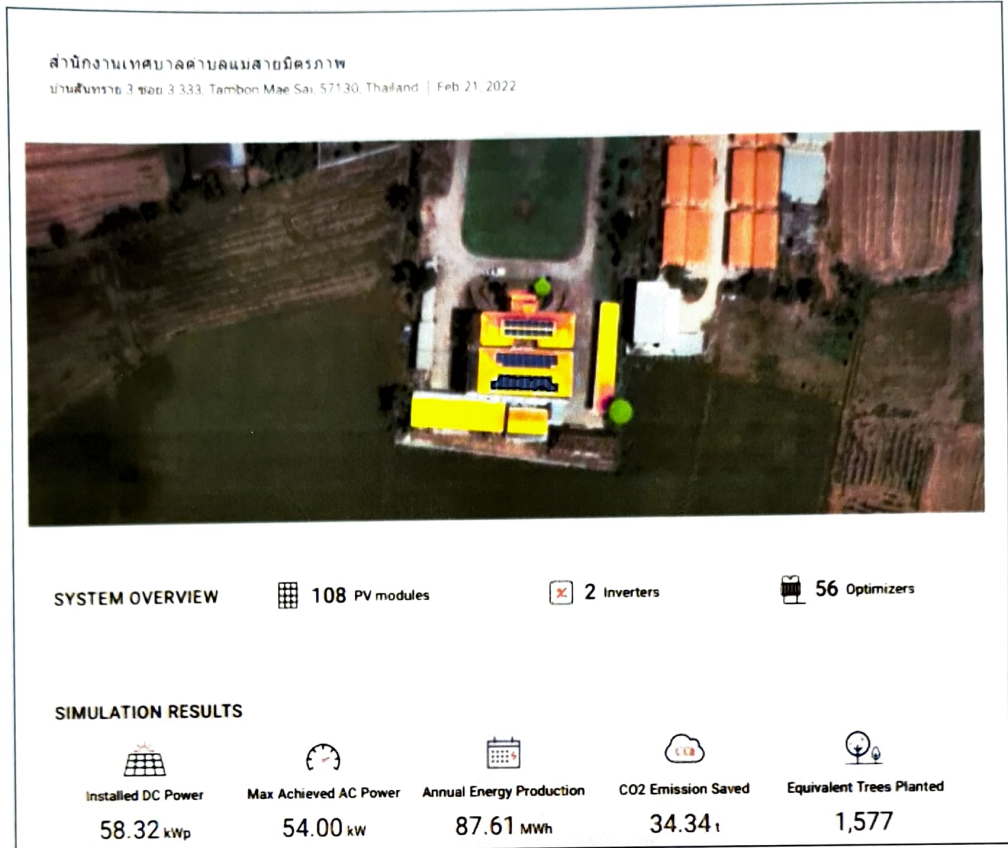 สำนักงานเทศบาลตำบลแม่สายมิตรภาพ
บ้านสันทราย 3 ซอย 3 333, Tambon Mae Sai, 57130, Thailand | Feb 21, 2022
SYSTEM OVERVIEW
108 PV modules
2 Inverters
56 Optimizers
SIMULATION RESULTS
Installed DC Power
58.32 kWp
Max Achieved AC Power
54.00 kW
Annual Energy Production
87.61 MWh
CO2 Emission Saved
34.34 t
Equivalent Trees Planted
1,577